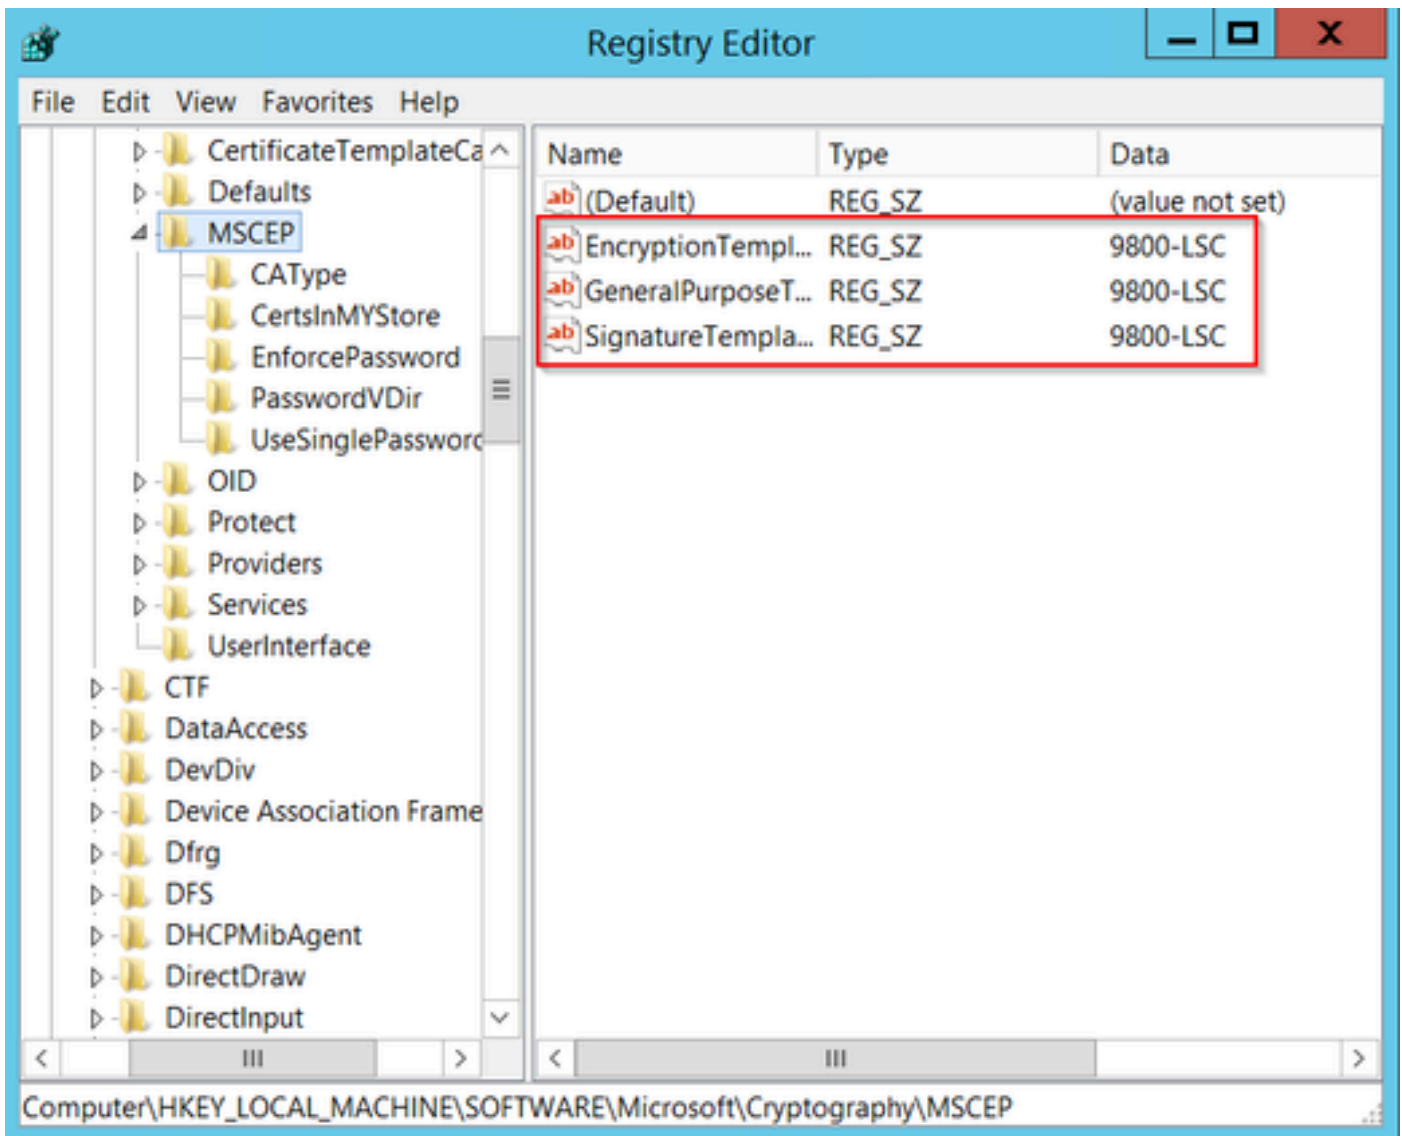 Registry Editor
File Edit View Favorites Help
CertificateTemplateCa
Defaults
MSCEP
CAType
CertsInMYStore
EnforcePassword
PasswordVDir
UseSinglePassword
OID
Protect
Providers
Services
UserInterface
CTF
DataAccess
DevDiv
Device Association Frame
Dfrg
DFS
DHCPMibAgent
DirectDraw
DirectInput
Name Type Data
(Default) REG_SZ (value not set)
EncryptionTempl... REG_SZ 9800-LSC
GeneralPurposeT... REG_SZ 9800-LSC
SignatureTempla... REG_SZ 9800-LSC
Computer\HKEY_LOCAL_MACHINE\SOFTWARE\Microsoft\Cryptography\MSCEP